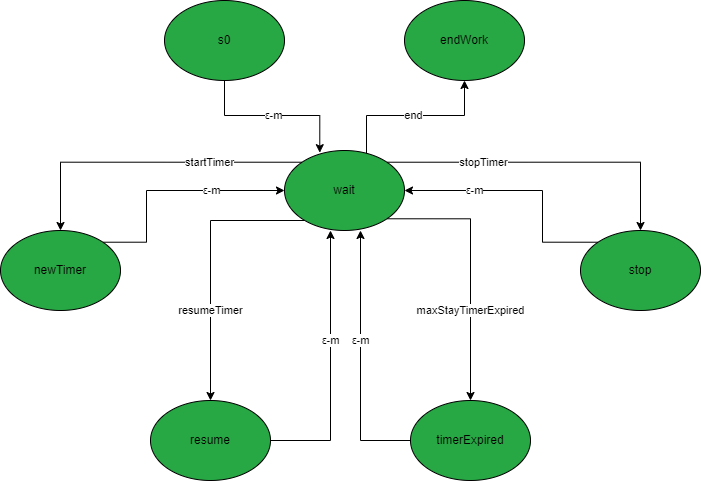 s0
endWork
ε-m
end
startTimer
stopTimer
wait
ε-m
ε-m
newTimer
stop
resumeTimer
maxStayTimerExpired
ε-m
ε-m
resume
timerExpired